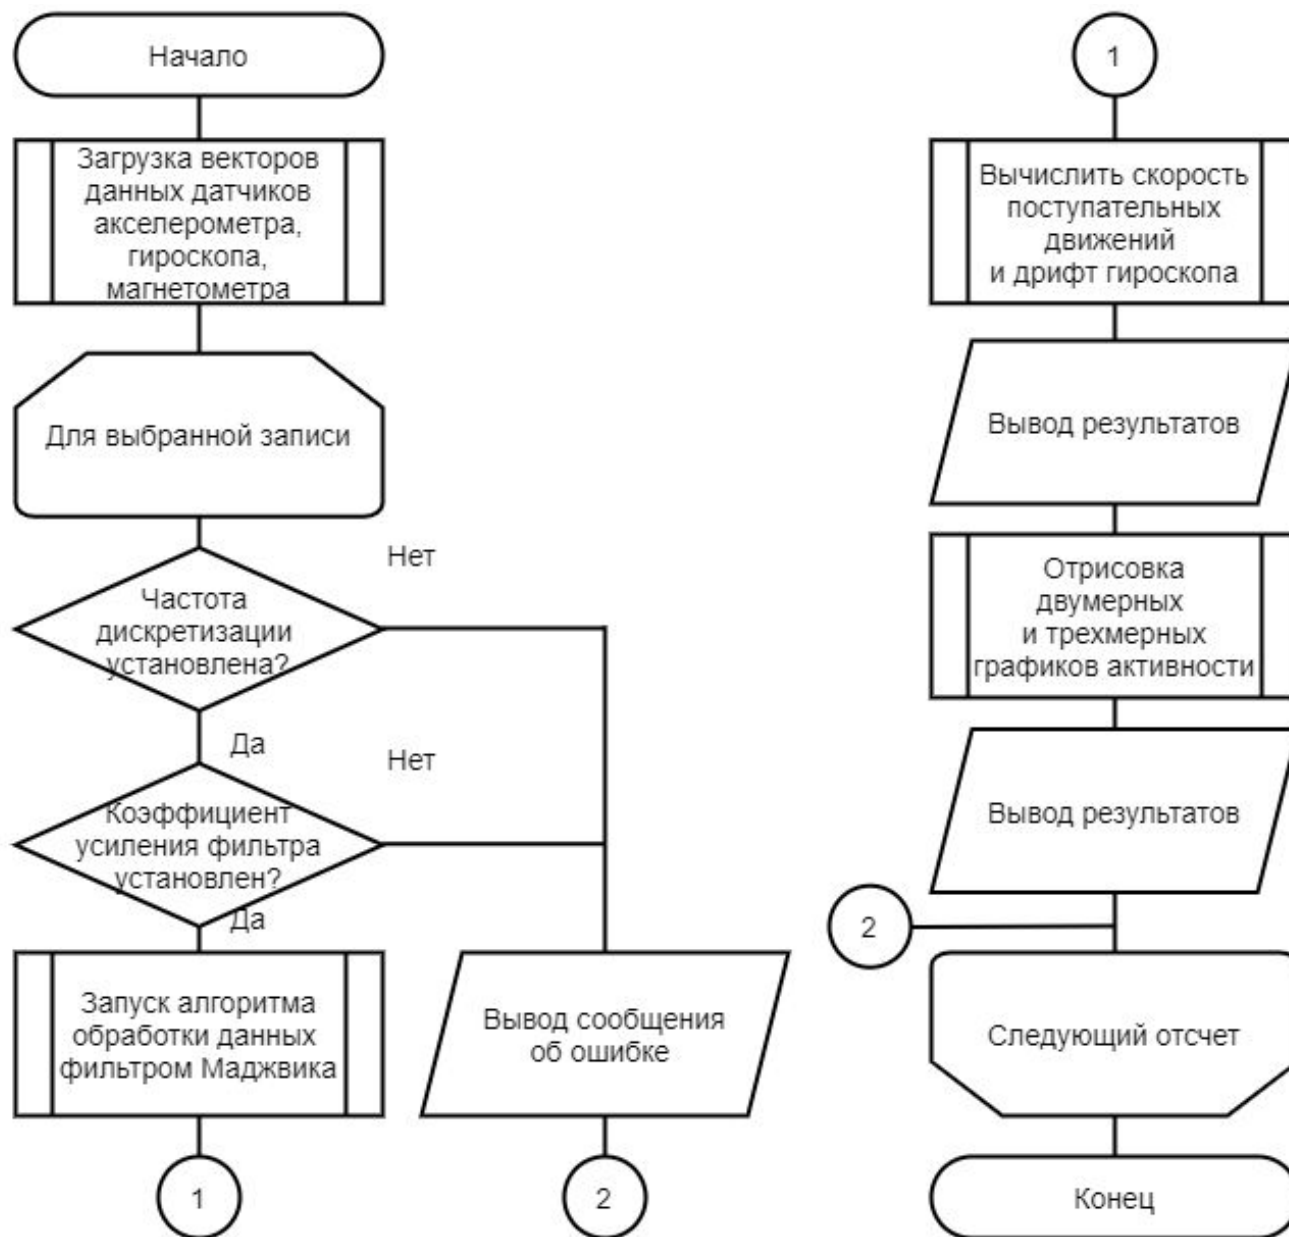 Начало
Загрузка векторов
данных датчиков
акселерометра,
гироскопа,
магнетометра
Для выбранной записи
Нет
Частота
дискретизации
установлена?
Да
Нет
Коэффициент
усиления фильтра
установлен?
Да
Запуск алгоритма
обработки данных
фильтром Маджвика
1
Вывод сообщения
об ошибке
2
1
Вычислить скорость
поступательных
движений
и дрифт гироскопа
Вывод результатов
Отрисовка
двумерных
и трехмерных
графиков активности
Вывод результатов
2
Следующий отсчет
Конец